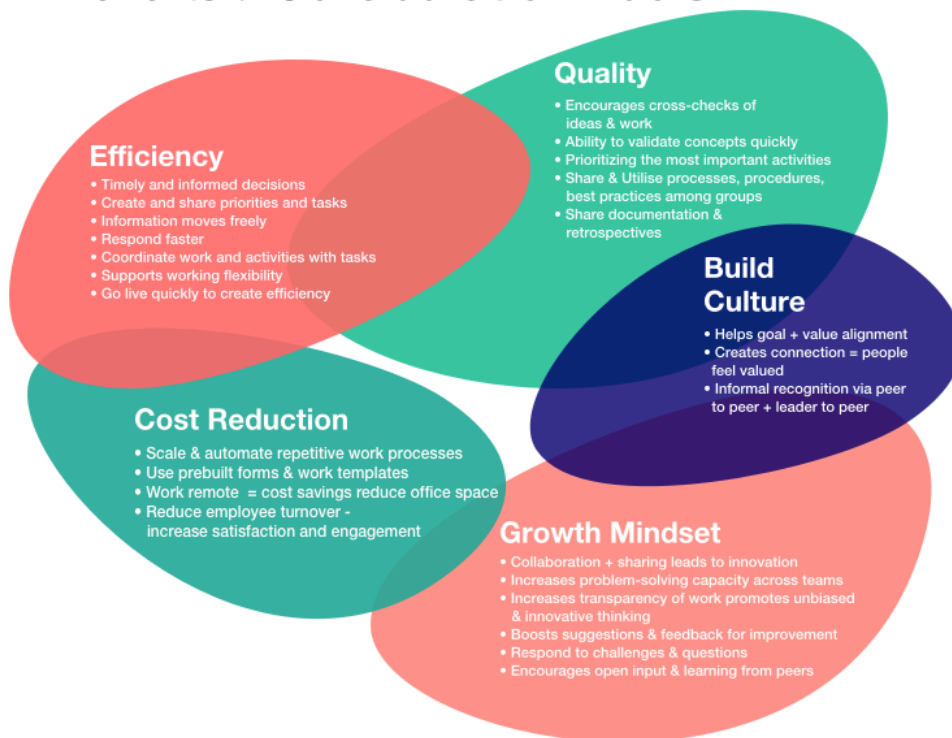 Quality
• Encourages cross-checks of
ideas & work
• Ability to validate concepts quickly
• Prioritizing the most important activities
• Share & Utilise processes, procedures,
best practices among groups
• Share documentation &
retrospectives
Efficiency
• Timely and informed decisions
• Create and share priorities and tasks
• Information moves freely
• Respond faster
• Coordinate work and activities with tasks
• Supports working flexibility
• Go live quickly to create efficiency
Build
Culture
• Helps goal + value alignment
• Creates connection = people
feel valued
• Informal recognition via peer
to peer + leader to peer
Cost Reduction
• Scale & automate repetitive work processes
• Use prebuilt forms & work templates
• Work remote = cost savings reduce office space
• Reduce employee turnover -
increase satisfaction and engagement
Growth Mindset
• Collaboration + sharing leads to innovation
• Increases problem-solving capacity across teams
• Increases transparency of work promotes unbiased
& innovative thinking
• Boosts suggestions & feedback for improvement
• Respond to challenges & questions
• Encourages open input & learning from peers